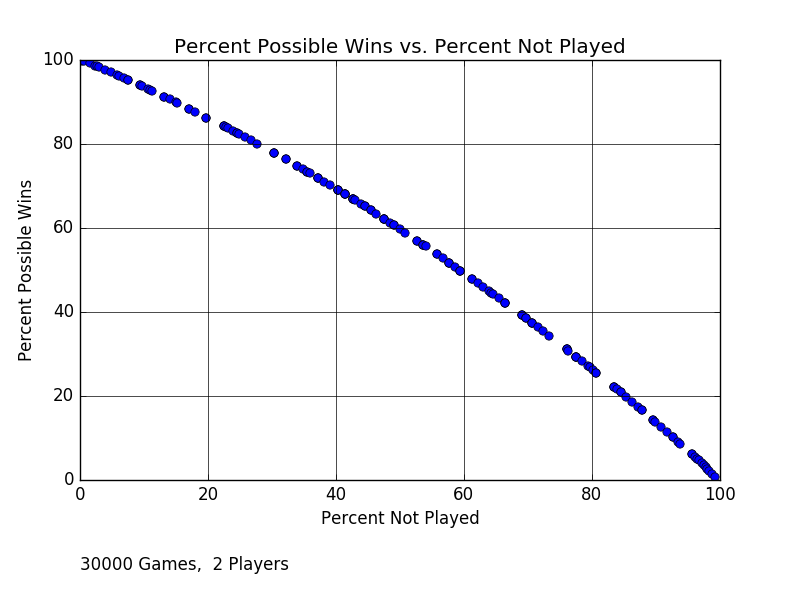 Percent Possible Wins vs. Percent Not Played
100
80
60
40
20
0
Percent Possible Wins
0 20 40 60 80 100
Percent Not Played
30000 Games,  2 Players